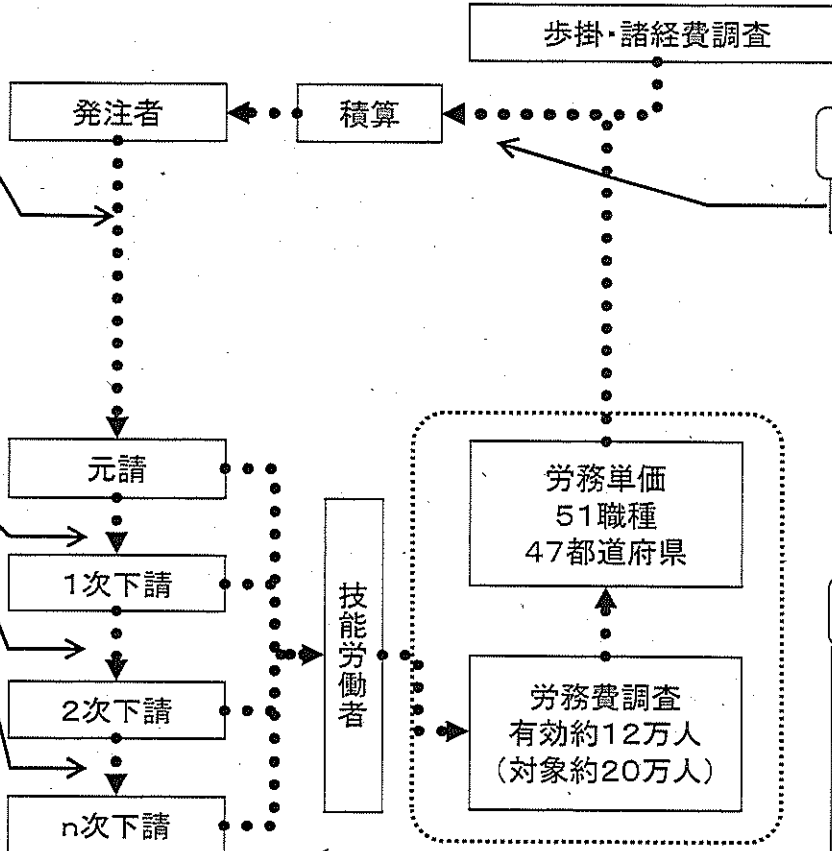 歩掛・諸経費調査
発注者
積算
元請
1次下請
2次下請
n次下請
技能労働者
労務単価
51職種
47都道府県
労務費調査
有効約12万人
(対象約20万人)